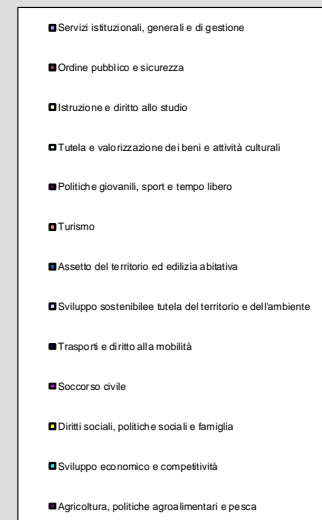 Servizi istituzionali, generali e di gestione
Ordine pubblico e sicurezza
Istruzione e diritto allo studio
Tutela e valorizzazione dei beni e attività culturali
Politiche giovanili, sport e tempo libero
Turismo
Assetto del territorio ed edilizia abitativa
Sviluppo sostenibilee tutela del territorio e dell'ambiente
Trasporti e diritto alla mobilità
Soccorso civile
Diritti sociali, politiche sociali e famiglia
Sviluppo economico e competitività
Agricoltura, politiche agroalimentari e pesca